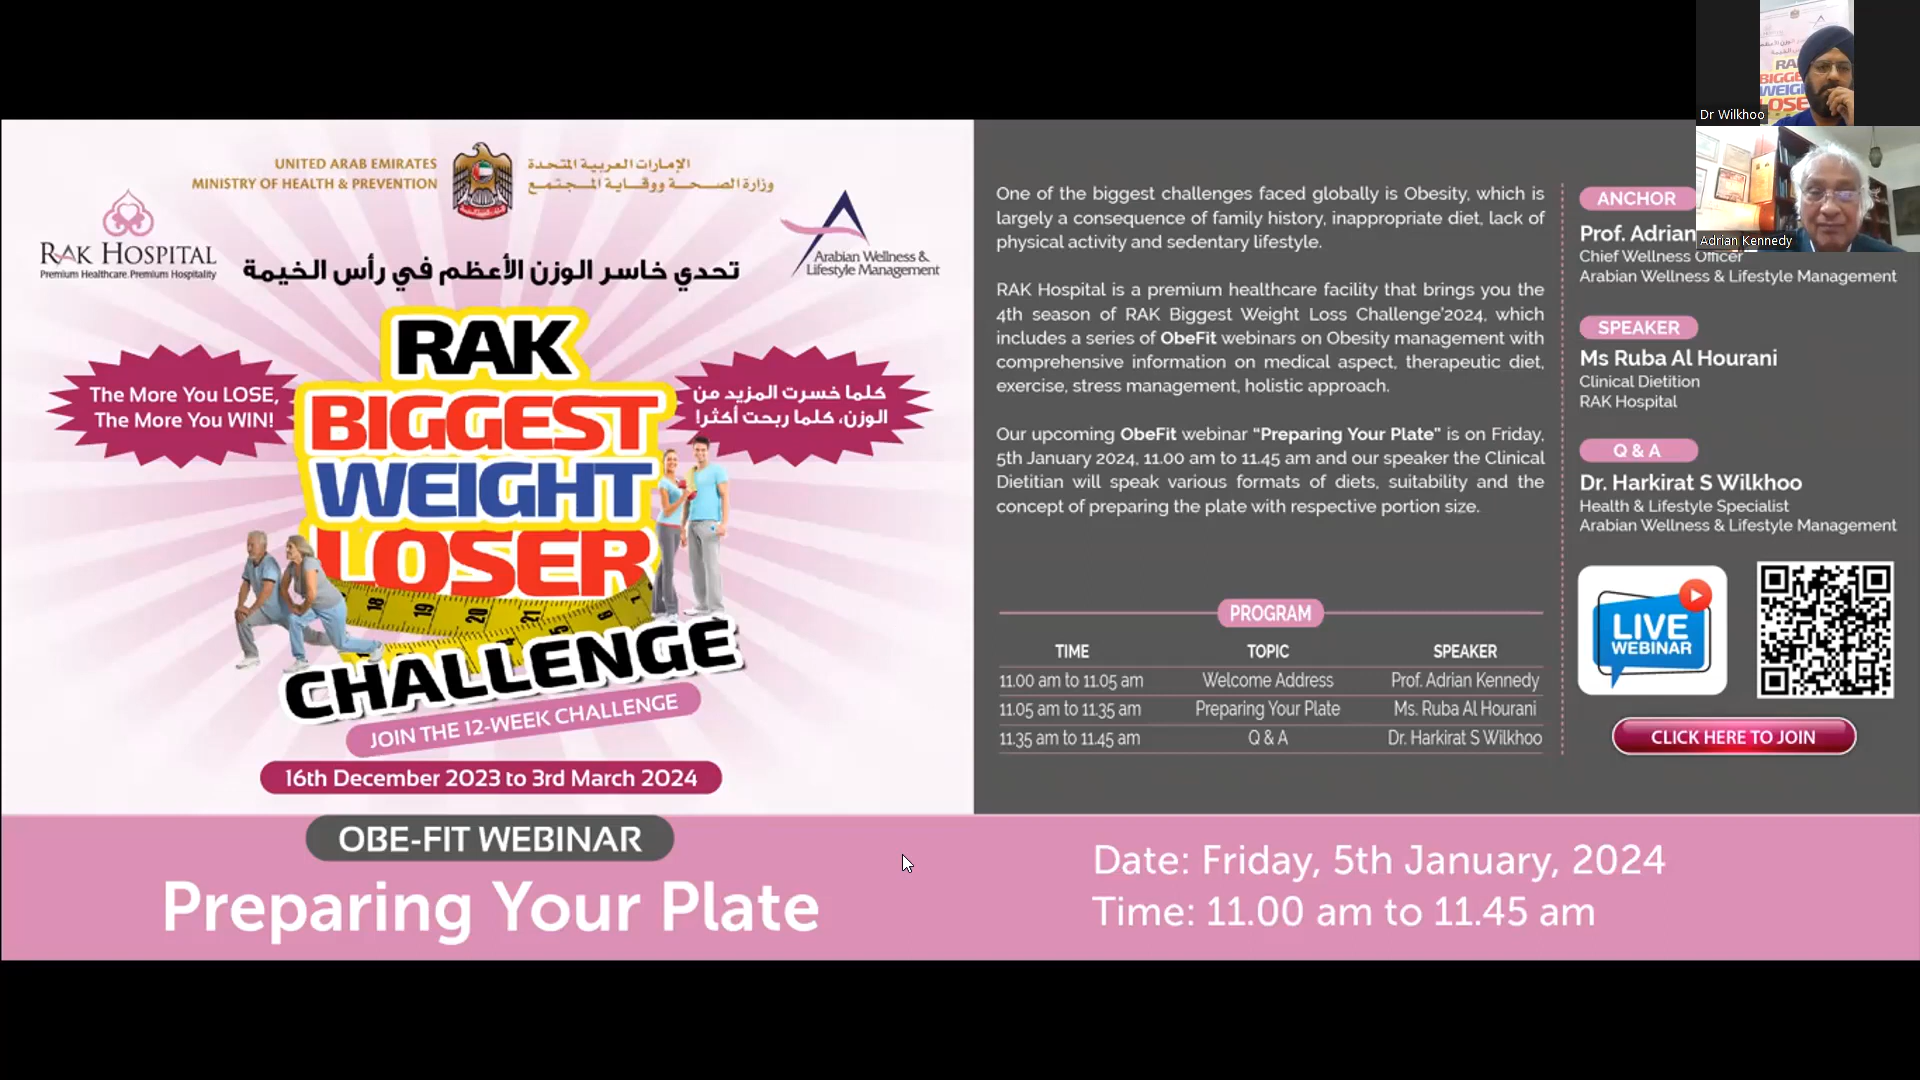 UNITED ARAB EMIRATES
MINISTRY OF HEALTH & PREVENTION
الإمارات العربية المتحدة
وزارة الصحة ووقاية المجتمع
RAK HOSPITAL
Premium Healthcare. Premium Hospitality
Arabian Wellness &
Lifestyle Management
تحدي خاسر الوزن الأعظم في رأس الخيمة
The More You LOSE,
The More You WIN!
RAK
BIGGEST
WEIGHT
LOSER
CHALLENGE
كلما خسرت المزيد من
الوزن، كلما ربحت أكثر!
18 19 20 21
JOIN THE 12-WEEK CHALLENGE
16th December 2023 to 3rd March 2024
OBE-FIT WEBINAR
Preparing Your Plate
One of the biggest challenges faced globally is Obesity, which is
largely a consequence of family history, inappropriate diet, lack of
physical activity and sedentary lifestyle.
RAK Hospital is a premium healthcare facility that brings you the
4th season of RAK Biggest Weight Loss Challenge'2024, which
includes a series of ObeFit webinars on Obesity management with
comprehensive information on medical aspect, therapeutic diet,
exercise, stress management, holistic approach.
Our upcoming ObeFit webinar “Preparing Your Plate” is on Friday,
5th January 2024, 11.00 am to 11.45 am and our speaker the Clinical
Dietitian will speak various formats of diets, suitability and the
concept of preparing the plate with respective portion size.
PROGRAM
TIME TOPIC SPEAKER
11.00 am to 11.05 am Welcome Address Prof. Adrian Kennedy
11.05 am to 11.35 am Preparing Your Plate Ms. Ruba Al Hourani
11.35 am to 11.45 am Q & A Dr. Harkirat S Wilkhoo
ANCHOR
Prof. Adrian
Chief Wellness Officer
Arabian Wellness & Lifestyle Management
SPEAKER
Ms Ruba Al Hourani
Clinical Dietition
RAK Hospital
Q & A
Dr. Harkirat S Wilkhoo
Health & Lifestyle Specialist
Arabian Wellness & Lifestyle Management
LIVE
WEBINAR
CLICK HERE TO JOIN
Date: Friday, 5th January, 2024
Time: 11.00 am to 11.45 am
Dr Wilkhoo
Adrian Kennedy